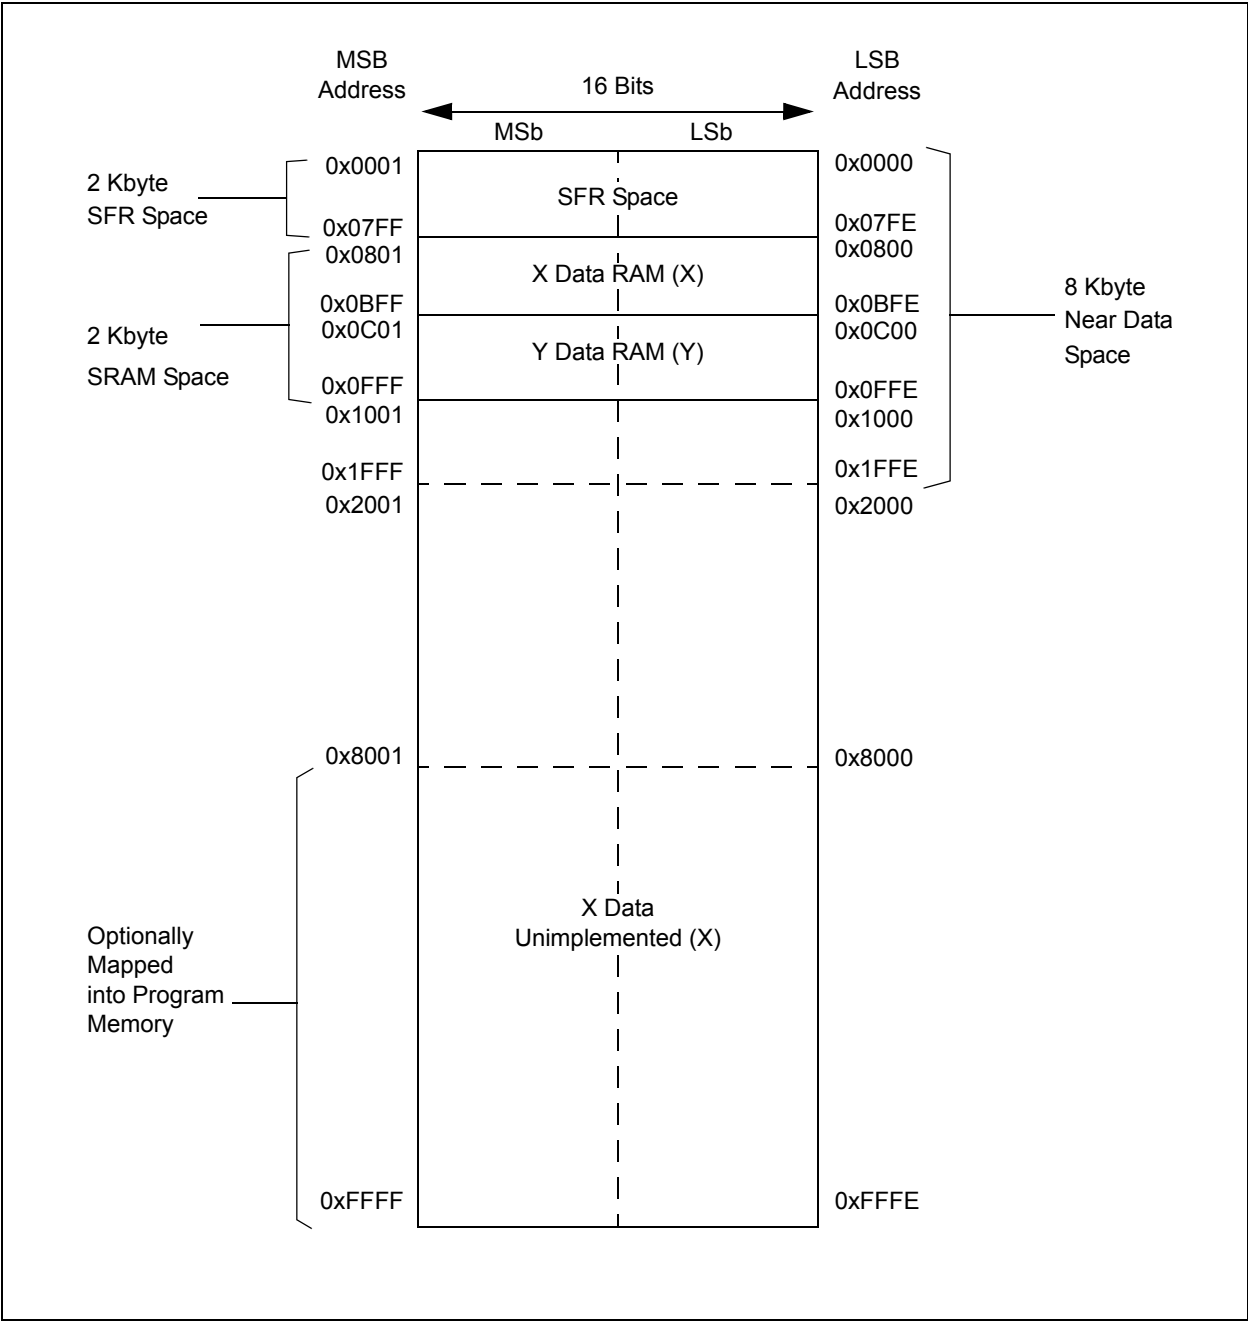 MSB
Address
LSB
Address
16 Bits
MSb
LSb
0x0001
0x0000
2 Kbyte
SFR Space
SFR Space
0x07FF
0x07FE
0x0801
0x0800
X Data RAM (X)
0x0BFF
0x0BFE
0x0C01
0x0C00
2 Kbyte
SRAM Space
Y Data RAM (Y)
8 Kbyte
Near Data
Space
0x0FFF
0x0FFE
0x1001
0x1000
0x1FFF
0x1FFE
0x2001
0x2000
0x8001
0x8000
X Data
Unimplemented (X)
Optionally
Mapped
into Program
Memory
0xFFFF
0xFFFE